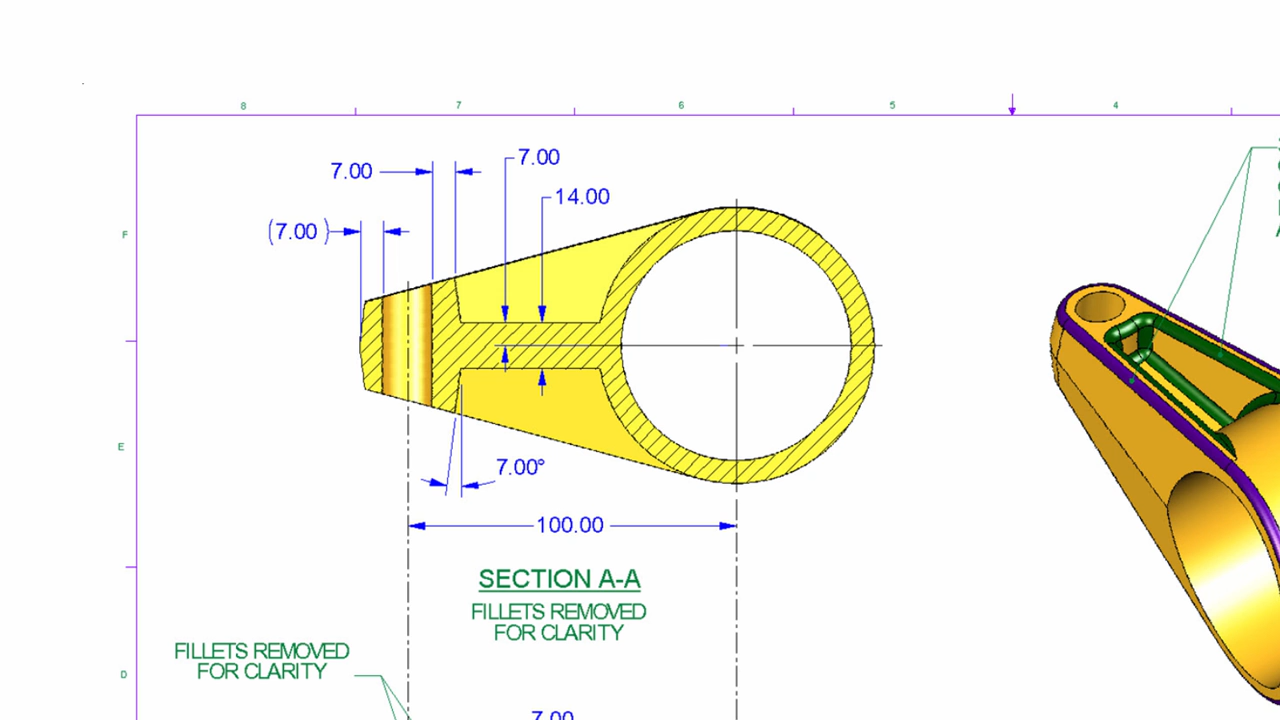 8 7 6 5 4
7.00
7.00
14.00
(7.00)
F
E
7.00°
100.00
SECTION A-A
FILLETS REMOVED
FOR CLARITY
FILLETS REMOVED
FOR CLARITY
D
7.00